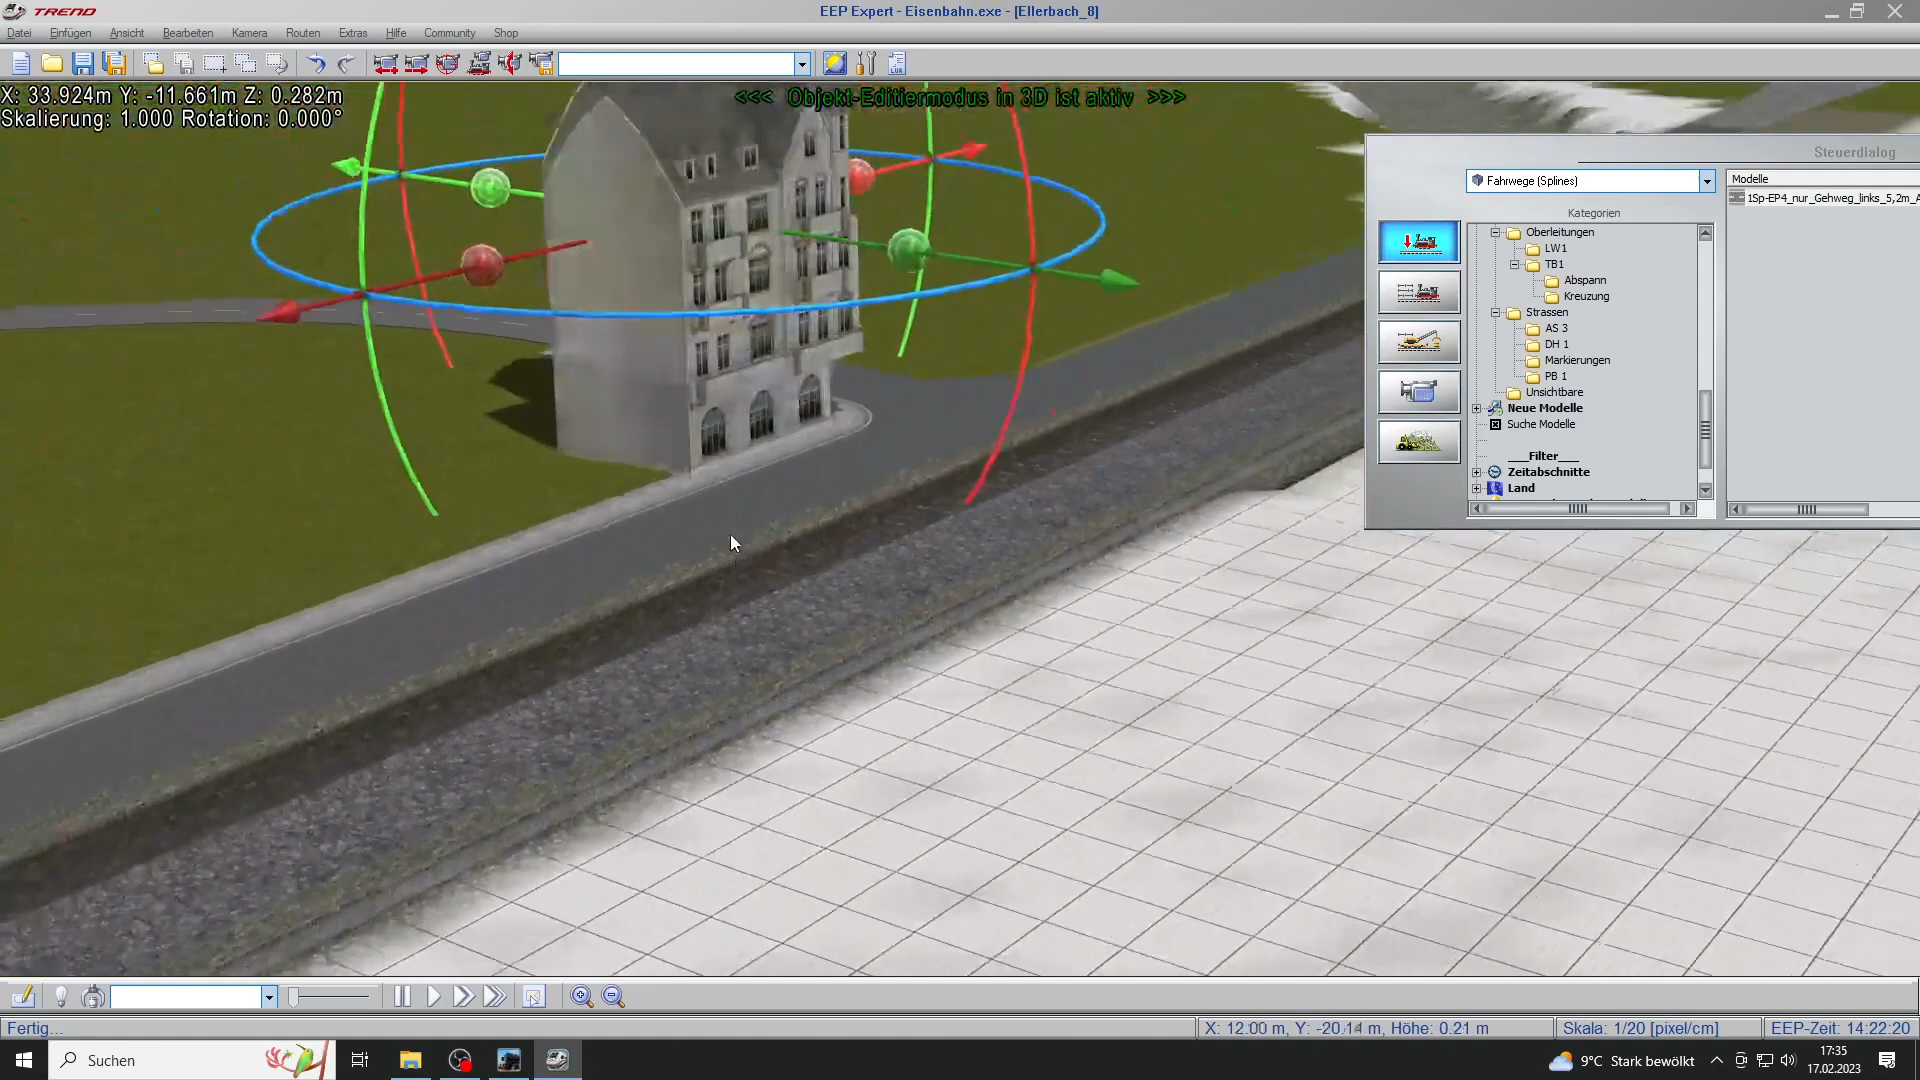 TREND
EEP Expert - Eisenbahn.exe - [Ellerbach_8]
Datei Einfügen Ansicht Bearbeiten Kamera Routen Extras Hilfe Community Shop
LUA
X: 33.924m Y: -11.661m Z: 0.282m
Skalierung: 1.000 Rotation: 0.000°
<<< Objekt-Editiermodus in 3D ist aktiv >>>
Steuerdialog
Fahrwege (Splines)
Modelle
1Sp-EP4_nur_Gehweg_links_5,2m_A
Kategorien
Oberleitungen
LW1
TB1
Abspann
Kreuzung
Strassen
AS 3
DH 1
Markierungen
PB 1
Unsichtbare
Neue Modelle
Suche Modelle
___Filter___
Zeitabschnitte
Land
Fertig...
X: 12.00 m, Y: -20.14 m, Höhe: 0.21 m
Skala: 1/20 [pixel/cm]
EEP-Zeit: 14:22:20
Suchen
9°C Stark bewölkt
17:35
17.02.2023